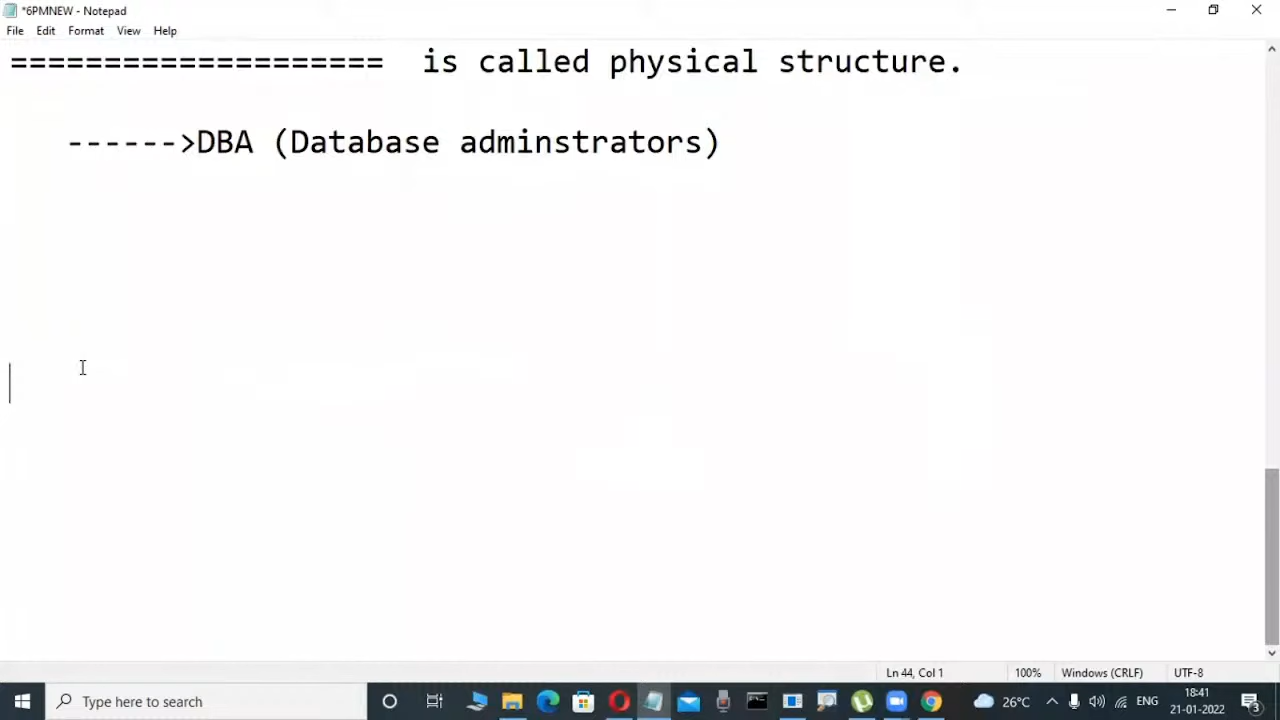 *6PMNEW - Notepad
File Edit Format View Help
==================== is called physical structure.
------>DBA (Database adminstrators)
Ln 44, Col 1 100% Windows (CRLF) UTF-8
Type here to search 26°C ENG 18:41
21-01-2022 3